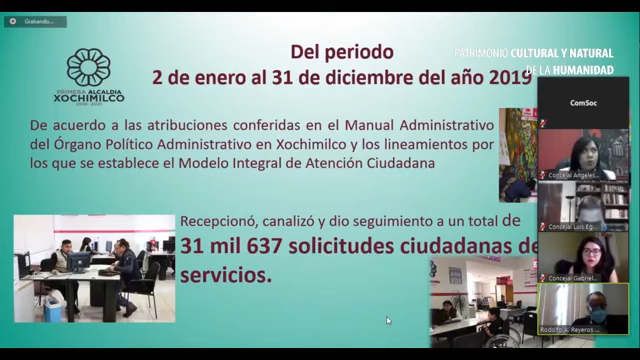 Grabando...
Del periodo
2 de enero al 31 de diciembre del año 2019
PATRIMONIO CULTURAL Y NATURAL
DE LA HUMANIDAD
PRIMERA ALCALDÍA
XOCHIMILCO
De acuerdo a las atribuciones conferidas en el Manual Administrativo
del Órgano Político Administrativo en Xochimilco y los lineamientos por
los que se establece el Modelo Integral de Atención Ciudadana
Recepcionó, canalizó y dio seguimiento a un total de
31 mil 637 solicitudes ciudadanas de
servicios.
ComSoc
Concejal Angeles...
Concejal Luis Eg...
Concejal Gabriel...
Rodolfo A. Reyeros ...